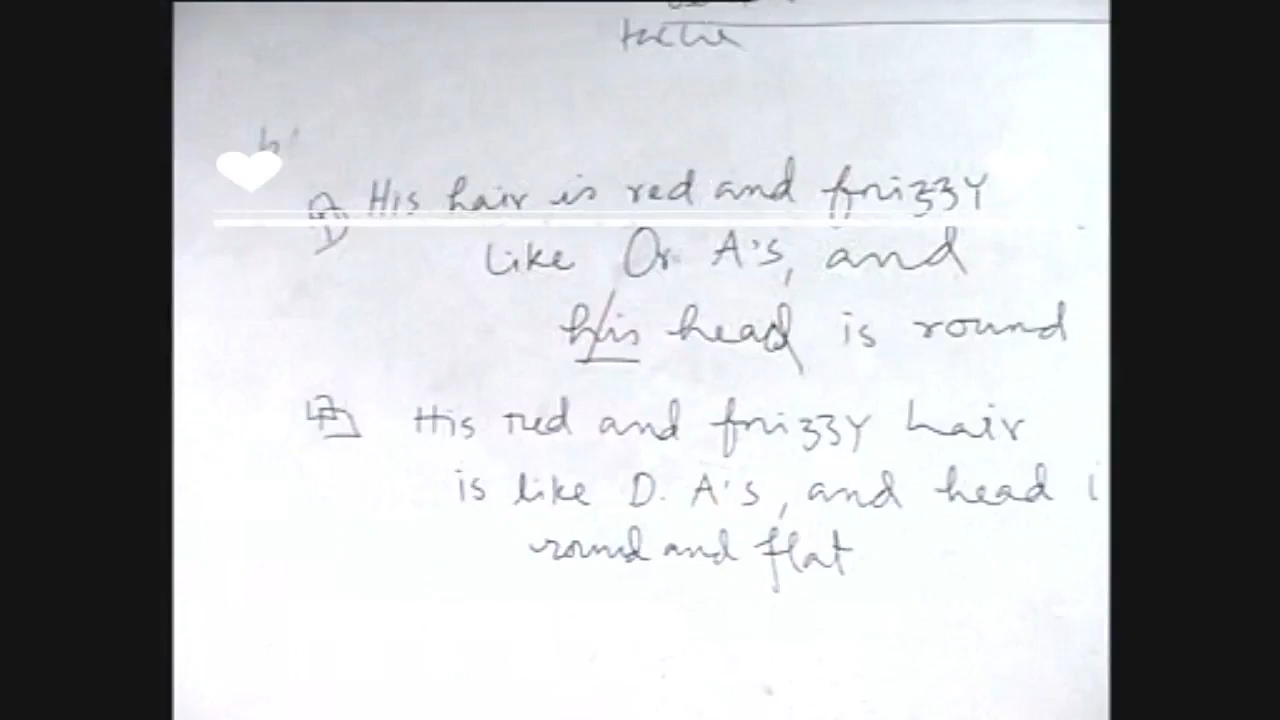 His hair is red and frizzy
like Dr A's, and
his head is round
His red and frizzy hair
is like D. A's, and head i
round and flat